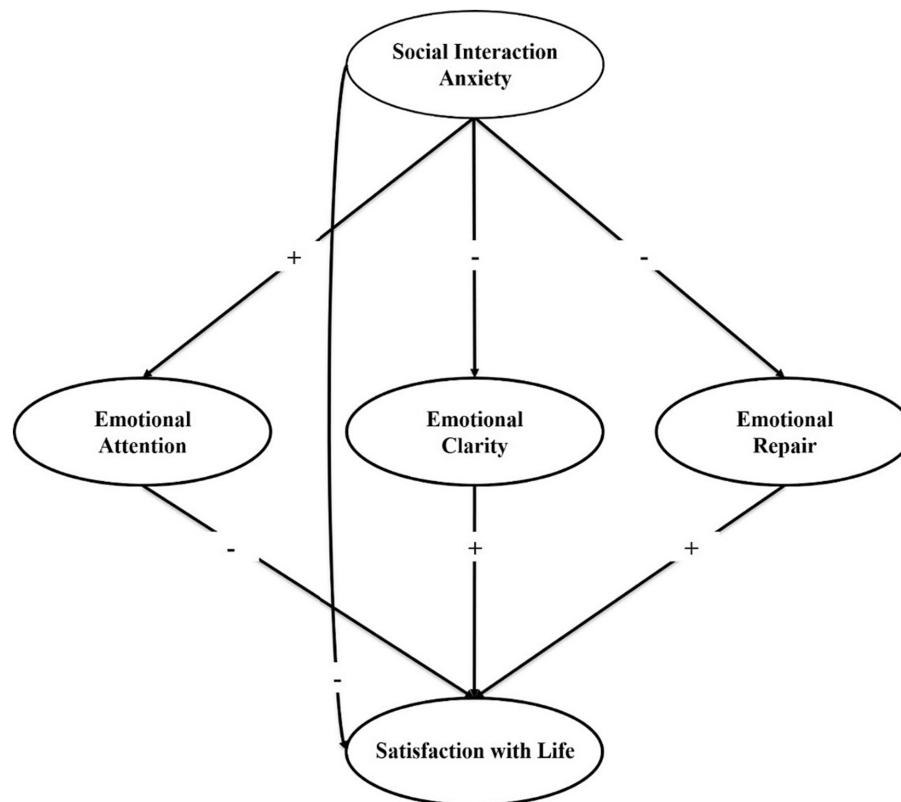 Social Interaction
Anxiety
+
-
-
Emotional
Attention
Emotional
Clarity
Emotional
Repair
-
+
+
-
Satisfaction with Life